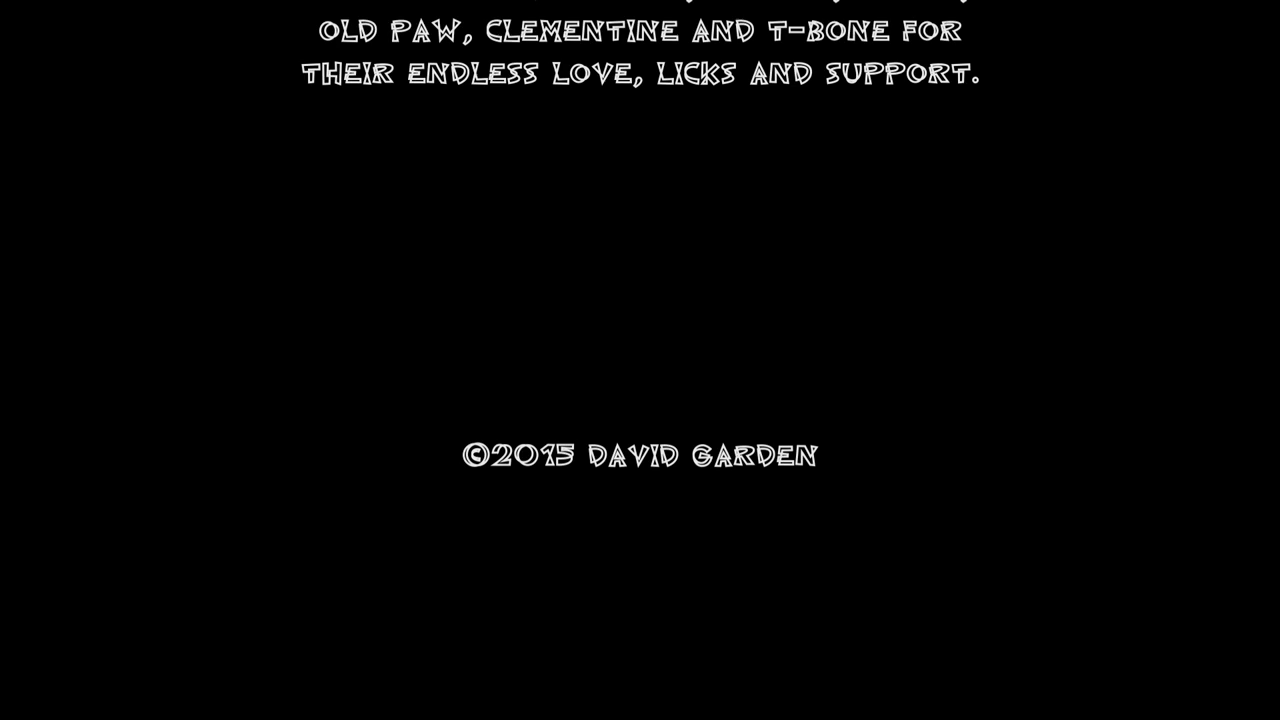 OLD PAW, CLEMENTINE AND T-BONE FOR
THEIR ENDLESS LOVE, LICKS AND SUPPORT.
©2015 DAVID GARDEN